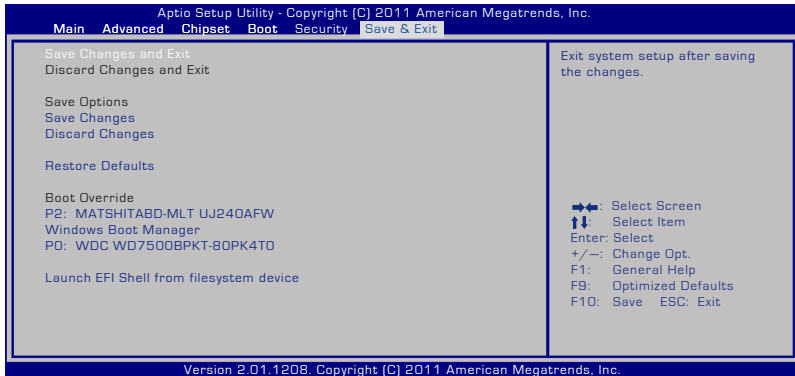 Aptio Setup Utility - Copyright (C) 2011 American Megatrends, Inc.
Main Advanced Chipset Boot Security Save & Exit
Save Changes and Exit
Discard Changes and Exit
Save Options
Save Changes
Discard Changes
Restore Defaults
Boot Override
P2: MATSHITABD-MLT UJ240AFW
Windows Boot Manager
P0: WDC WD7500BPKT-80PK4T0
Launch EFI Shell from filesystem device
Exit system setup after saving
the changes.
→←: Select Screen
↑↓: Select Item
Enter: Select
+/—: Change Opt.
F1: General Help
F9: Optimized Defaults
F10: Save ESC: Exit
Version 2.01.1208. Copyright (C) 2011 American Megatrends, Inc.